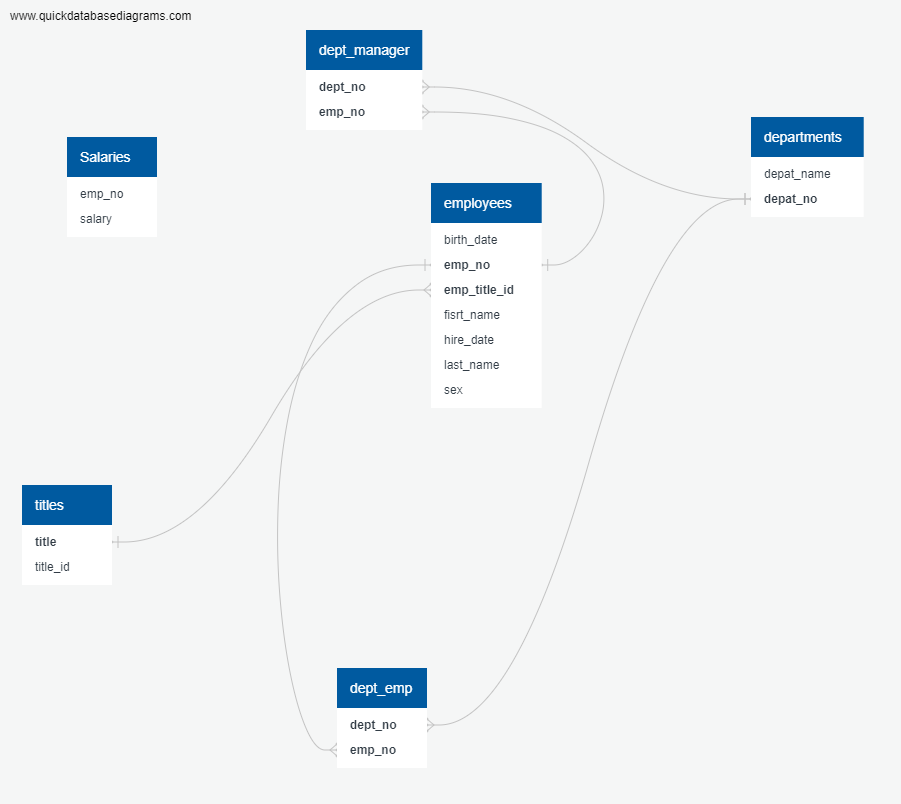 www.quickdatabasediagrams.com
dept_manager
dept_no
emp_no
departments
depat_name
depat_no
Salaries
emp_no
salary
employees
birth_date
emp_no
emp_title_id
fisrt_name
hire_date
last_name
sex
titles
title
title_id
dept_emp
dept_no
emp_no